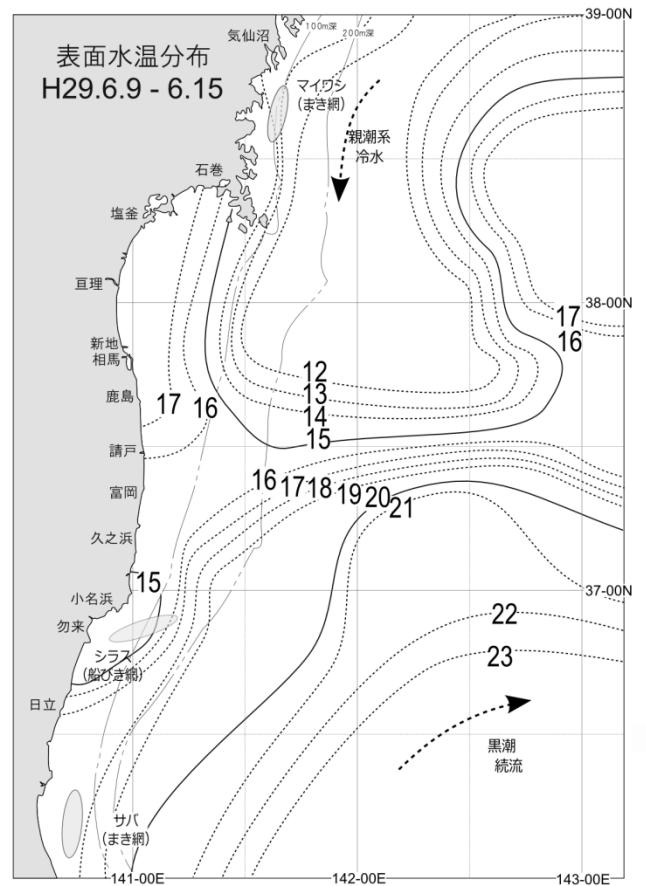 39-00N
100m深
200m深
気仙沼
表面水温分布
H29.6.9 - 6.15
マイワシ
(まき網)
親潮系
冷水
石巻
塩釜
亘理
38-00N
17
16
新地
相馬
鹿島
12
13
14
15
17
16
請戸
富岡
16
17
18
19
20
21
久之浜
15
小名浜
37-00N
勿来
22
シラス
(船びき網)
23
日立
黒潮
続流
サバ
(まき網)
141-00E
142-00E
143-00E